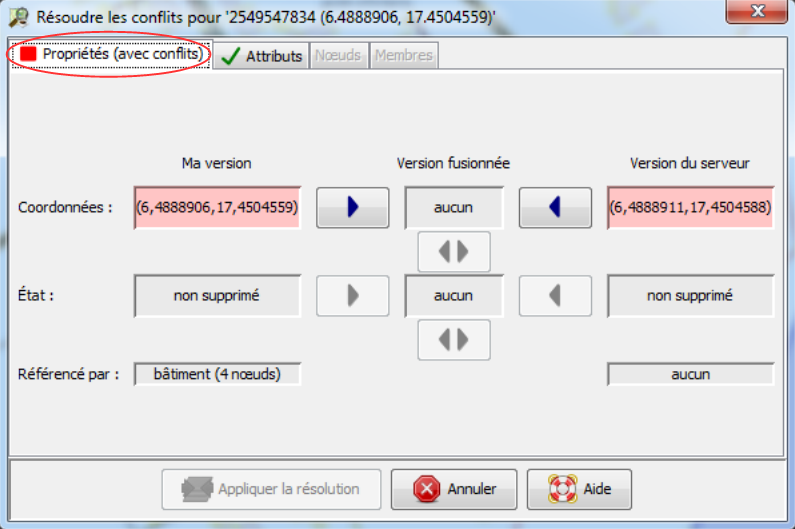 Résoudre les conflits pour '2549547834 (6.4888906, 17.4504559)'
Propriétés (avec conflits) Attributs Nœuds Membres
Ma version Version fusionnée Version du serveur
Coordonnées : (6,4888906,17,4504559) aucun (6,4888911,17,4504588)
État : non supprimé aucun non supprimé
Référencé par : bâtiment (4 nœuds) aucun
Appliquer la résolution Annuler Aide